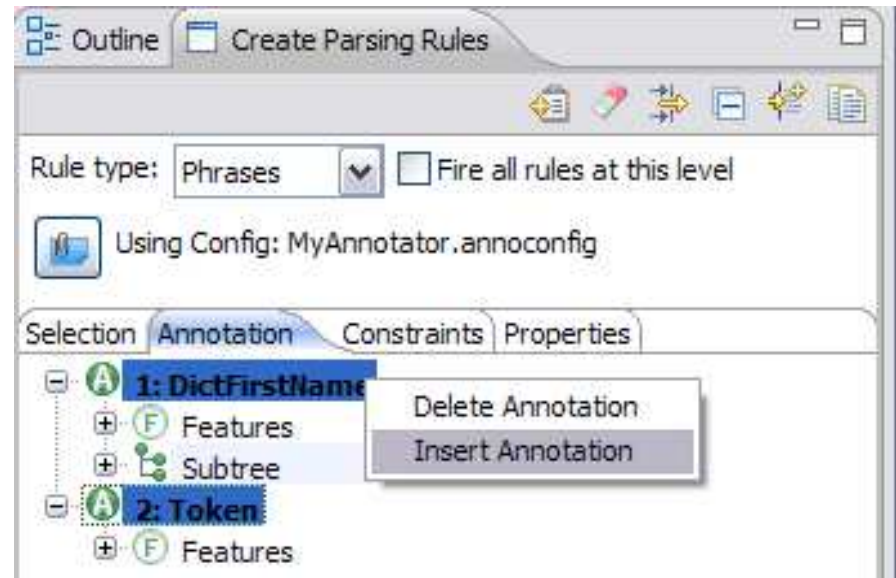 Outline Create Parsing Rules
Rule type: Phrases Fire all rules at this level
Using Config: MyAnnotator.annoconfig
Selection Annotation Constraints Properties
1: DictFirstName
Delete Annotation
Features
Insert Annotation
Subtree
2: Token
Features